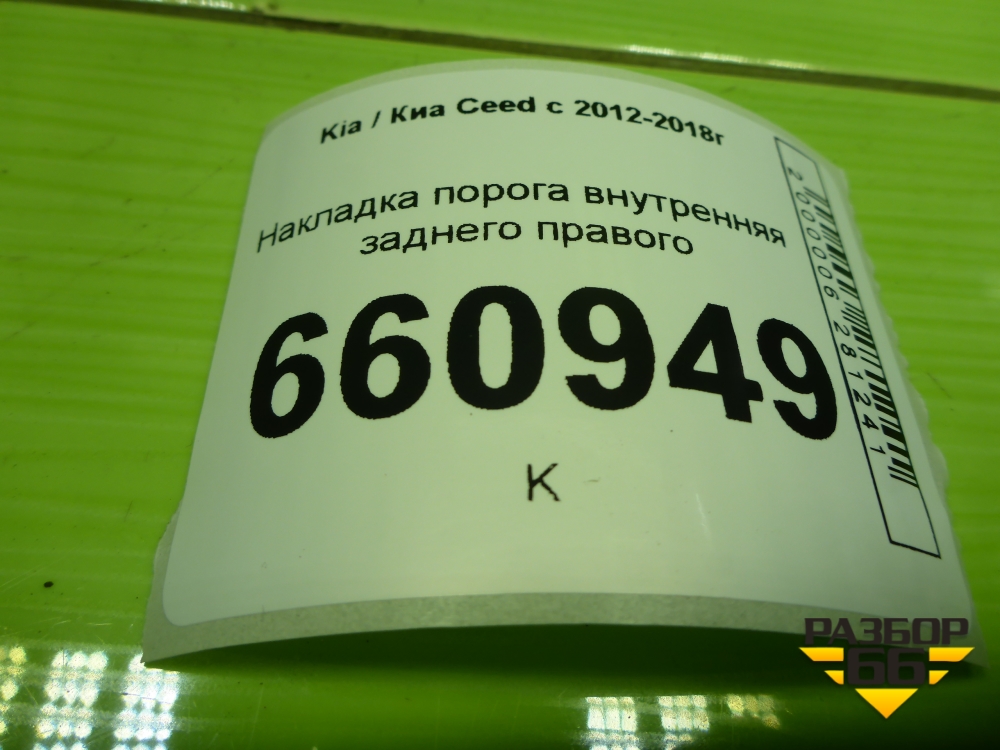 Kia / Киа Ceed с 2012-2018г
Накладка порога внутренняя
заднего правого
660949
К
2000006281241
РАЗБОР
66